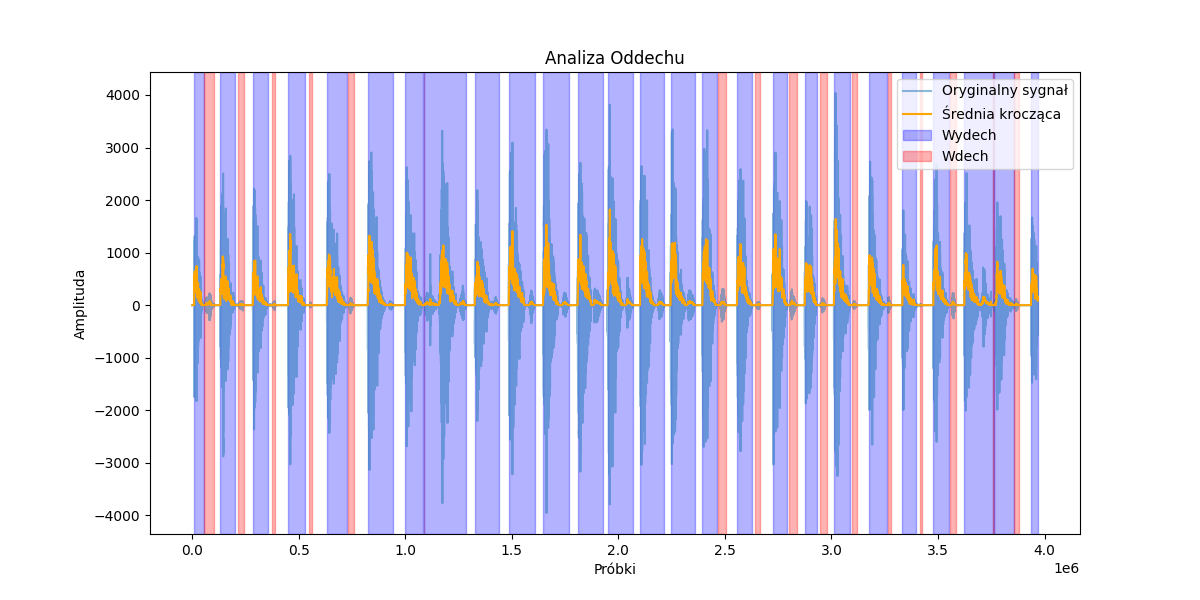 Analiza Oddechu
Amplituda
4000
3000
2000
1000
0
−1000
−2000
−3000
−4000
Oryginalny sygnał
Średnia krocząca
Wydech
Wdech
0.0 0.5 1.0 1.5 2.0 2.5 3.0 3.5 4.0
1e6
Próbki